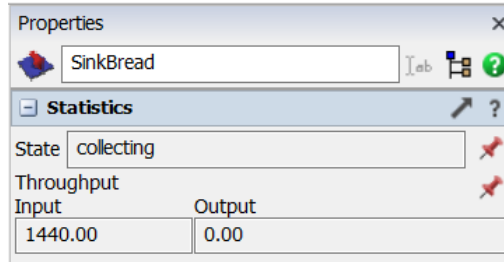 Properties
SinkBread
Statistics ?
State collecting
Throughput
Input Output
1440.00 0.00